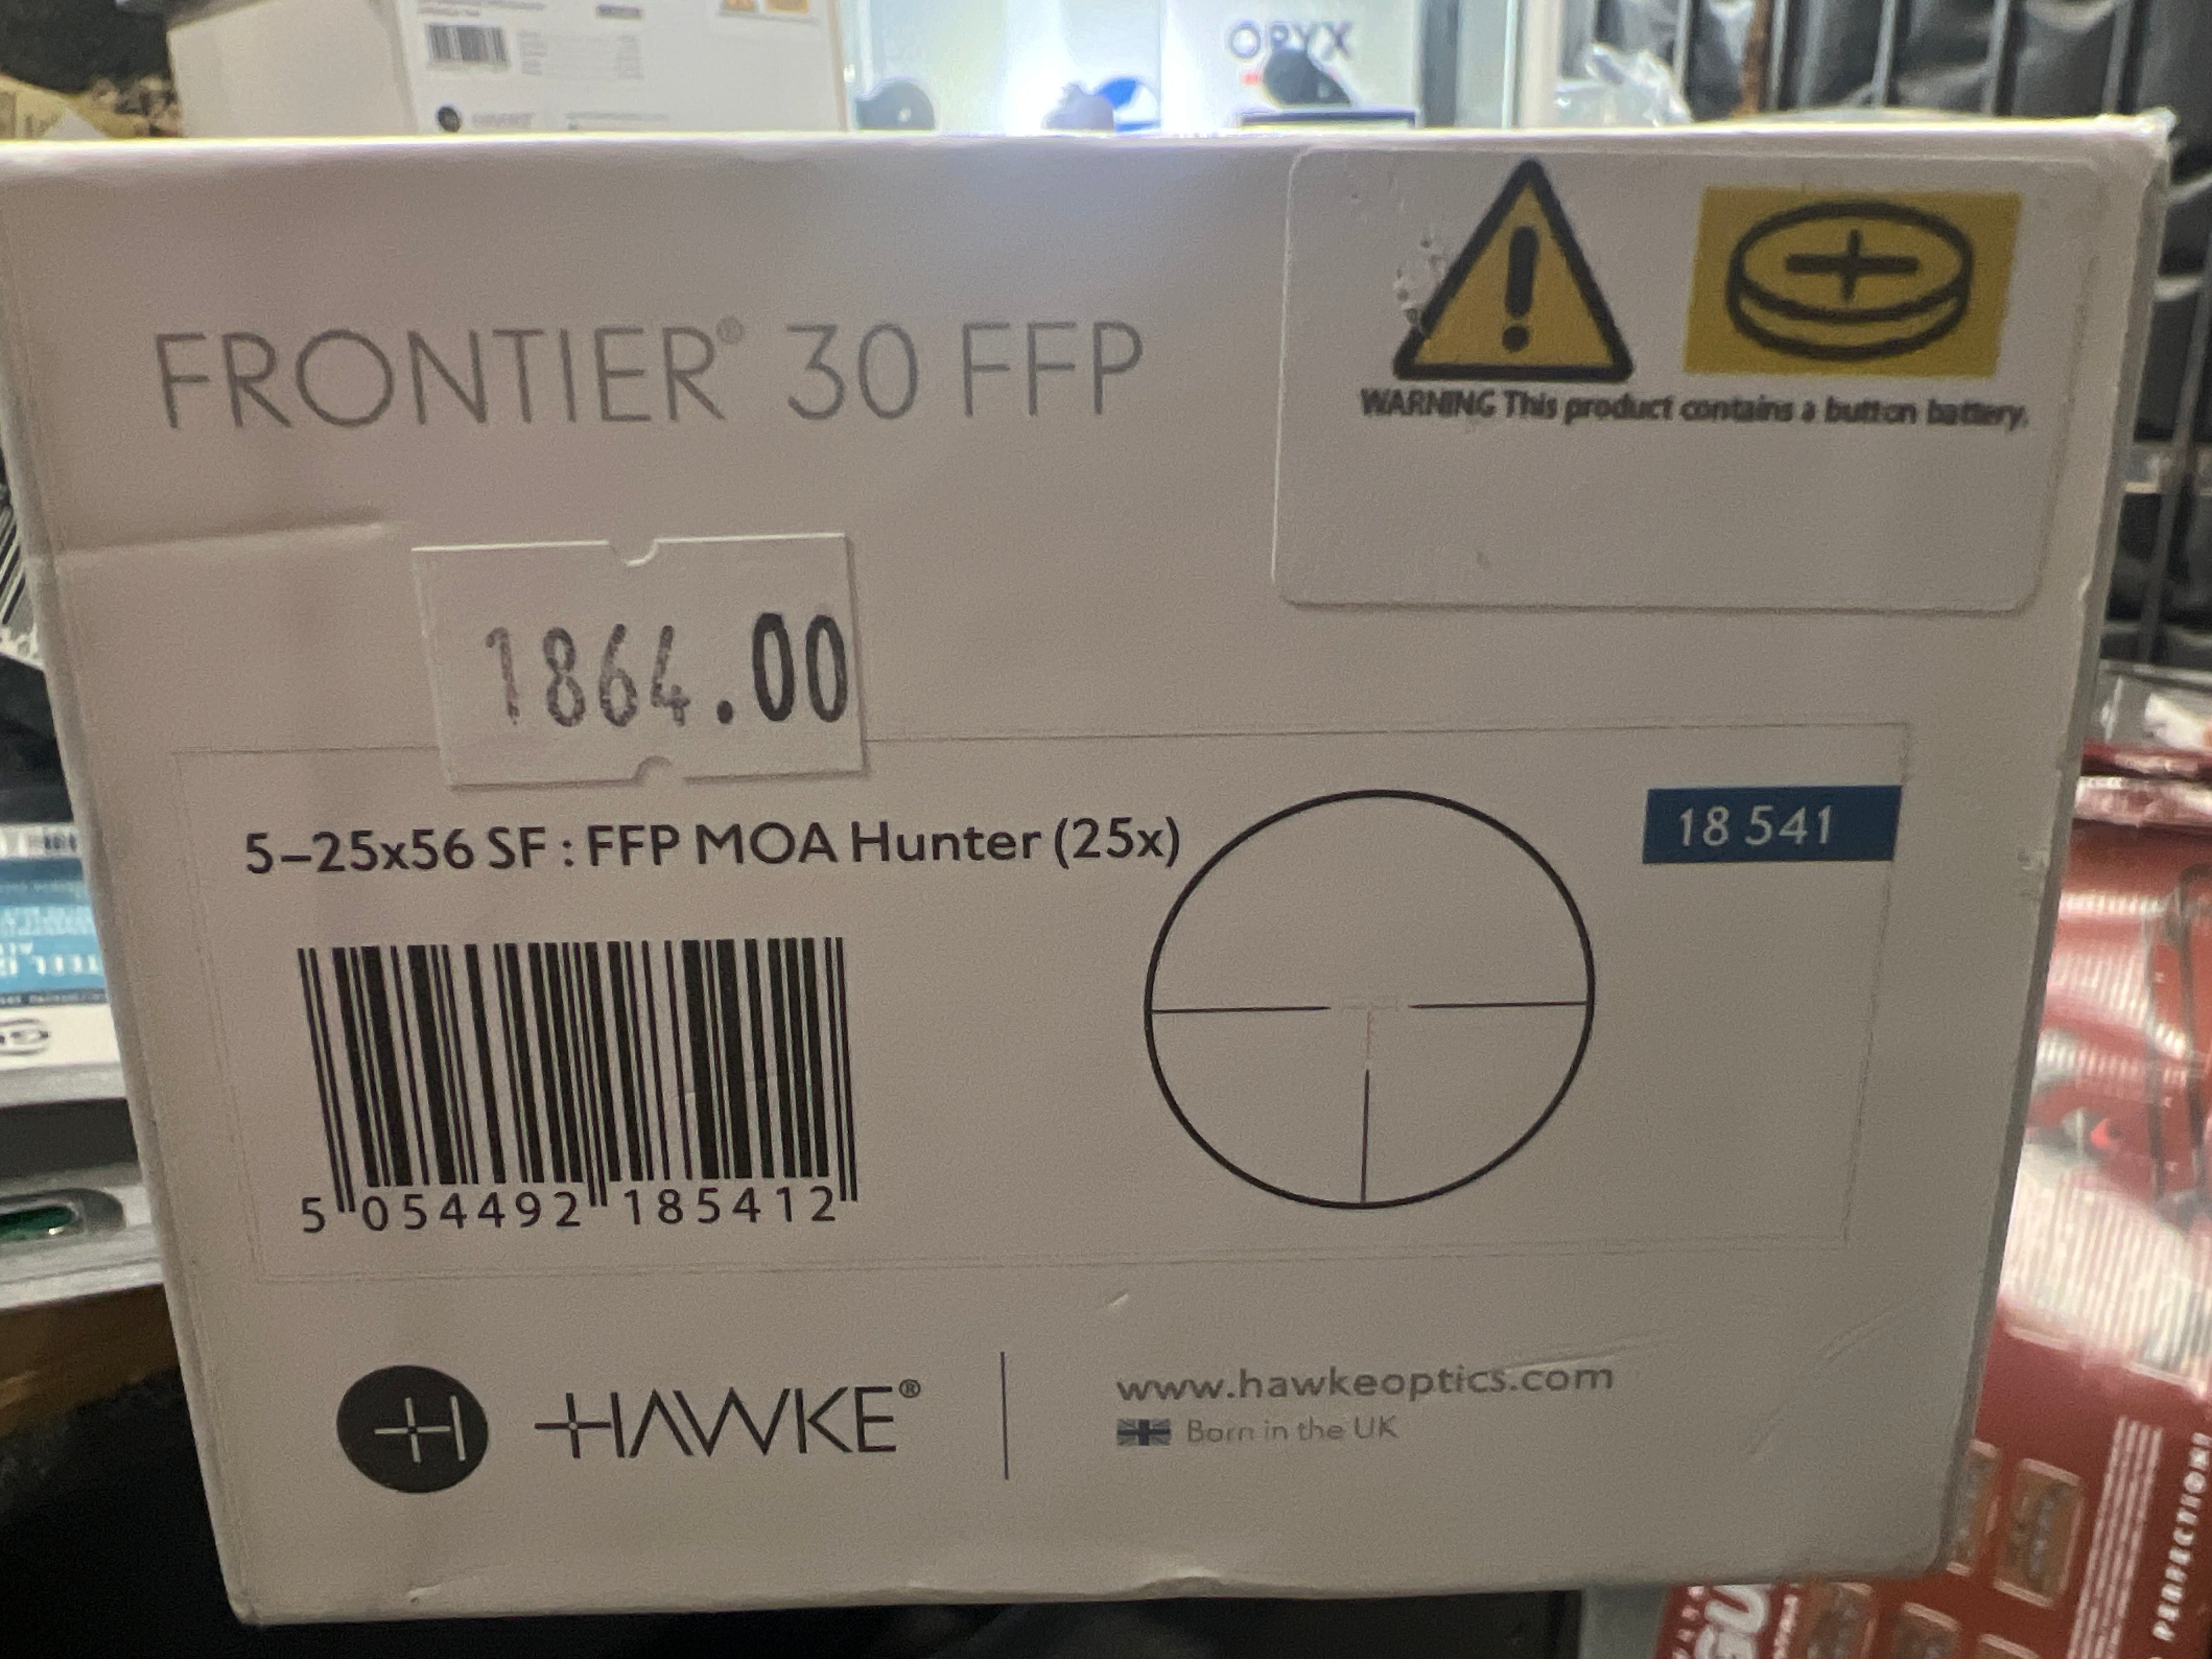 ORYX
FRONTIER® 30 FFP
WARNING This product contains a button battery.
1864.00
5–25x56 SF : FFP MOA Hunter (25x)
18 541
5 054492 185412
H HAWKE®
www.hawkeoptics.com
Born in the UK